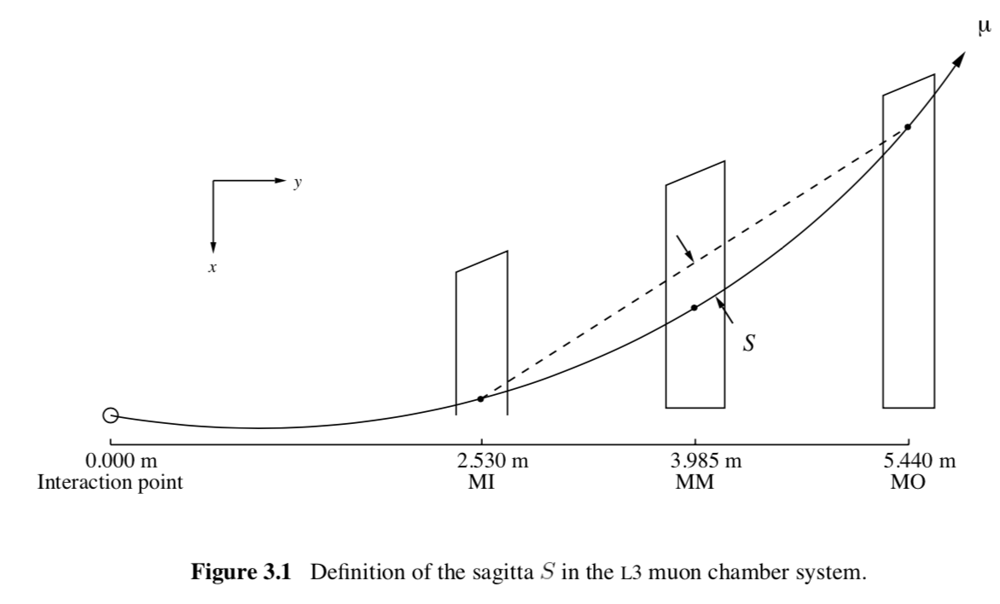 μ
y
x
S
0.000 m 2.530 m 3.985 m 5.440 m
Interaction point MI MM MO
Figure 3.1 Definition of the sagitta S in the L3 muon chamber system.